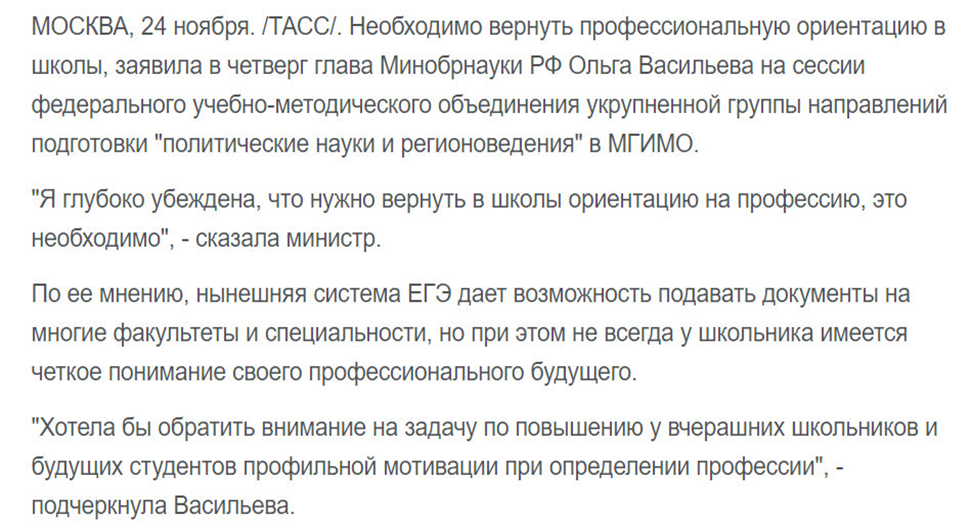 МОСКВА, 24 ноября. /ТАСС/. Необходимо вернуть профессиональную ориентацию в
школы, заявила в четверг глава Минобрнауки РФ Ольга Васильева на сессии
федерального учебно-методического объединения укрупненной группы направлений
подготовки "политические науки и регионоведения" в МГИМО.
"Я глубоко убеждена, что нужно вернуть в школы ориентацию на профессию, это
необходимо", - сказала министр.
По ее мнению, нынешняя система ЕГЭ дает возможность подавать документы на
многие факультеты и специальности, но при этом не всегда у школьника имеется
четкое понимание своего профессионального будущего.
"Хотела бы обратить внимание на задачу по повышению у вчерашних школьников и
будущих студентов профильной мотивации при определении профессии", -
подчеркнула Васильева.